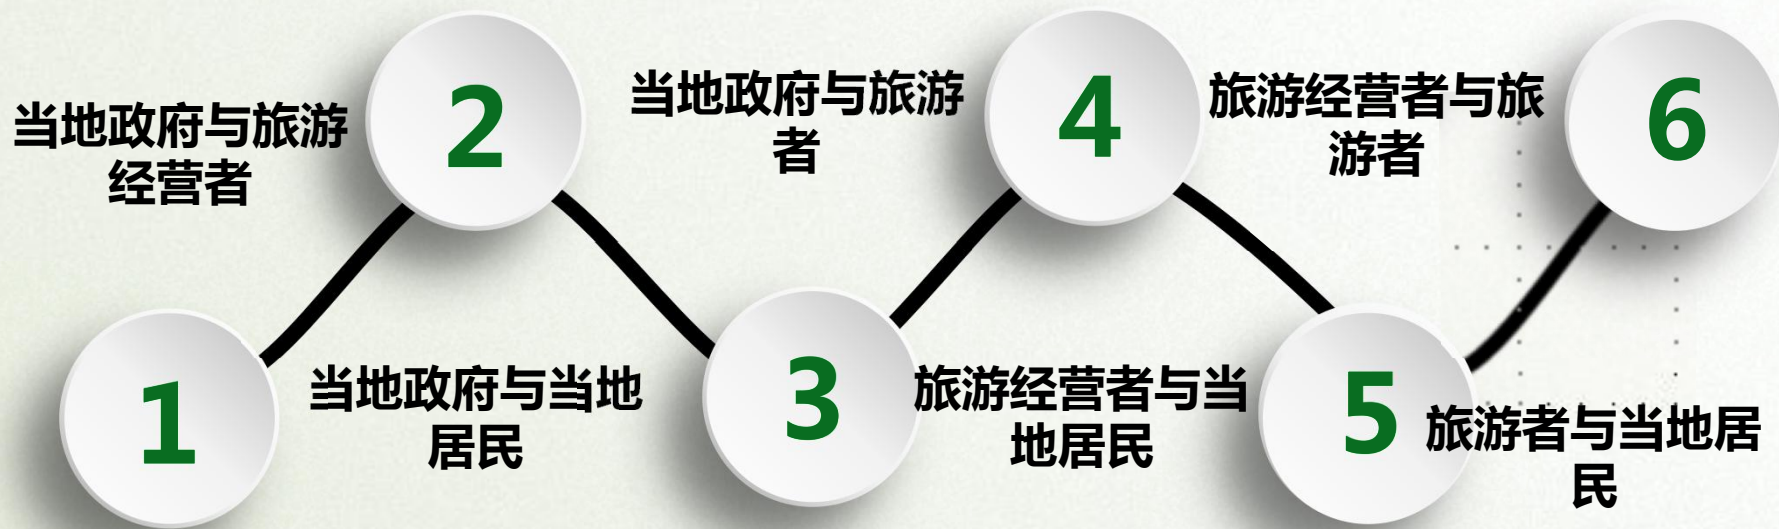 1
当地政府与旅游
经营者
2
当地政府与当地
居民
3
当地政府与旅游
者
4
旅游经营者与当
地居民
5
旅游经营者与旅
游者
6
旅游者与当地居
民